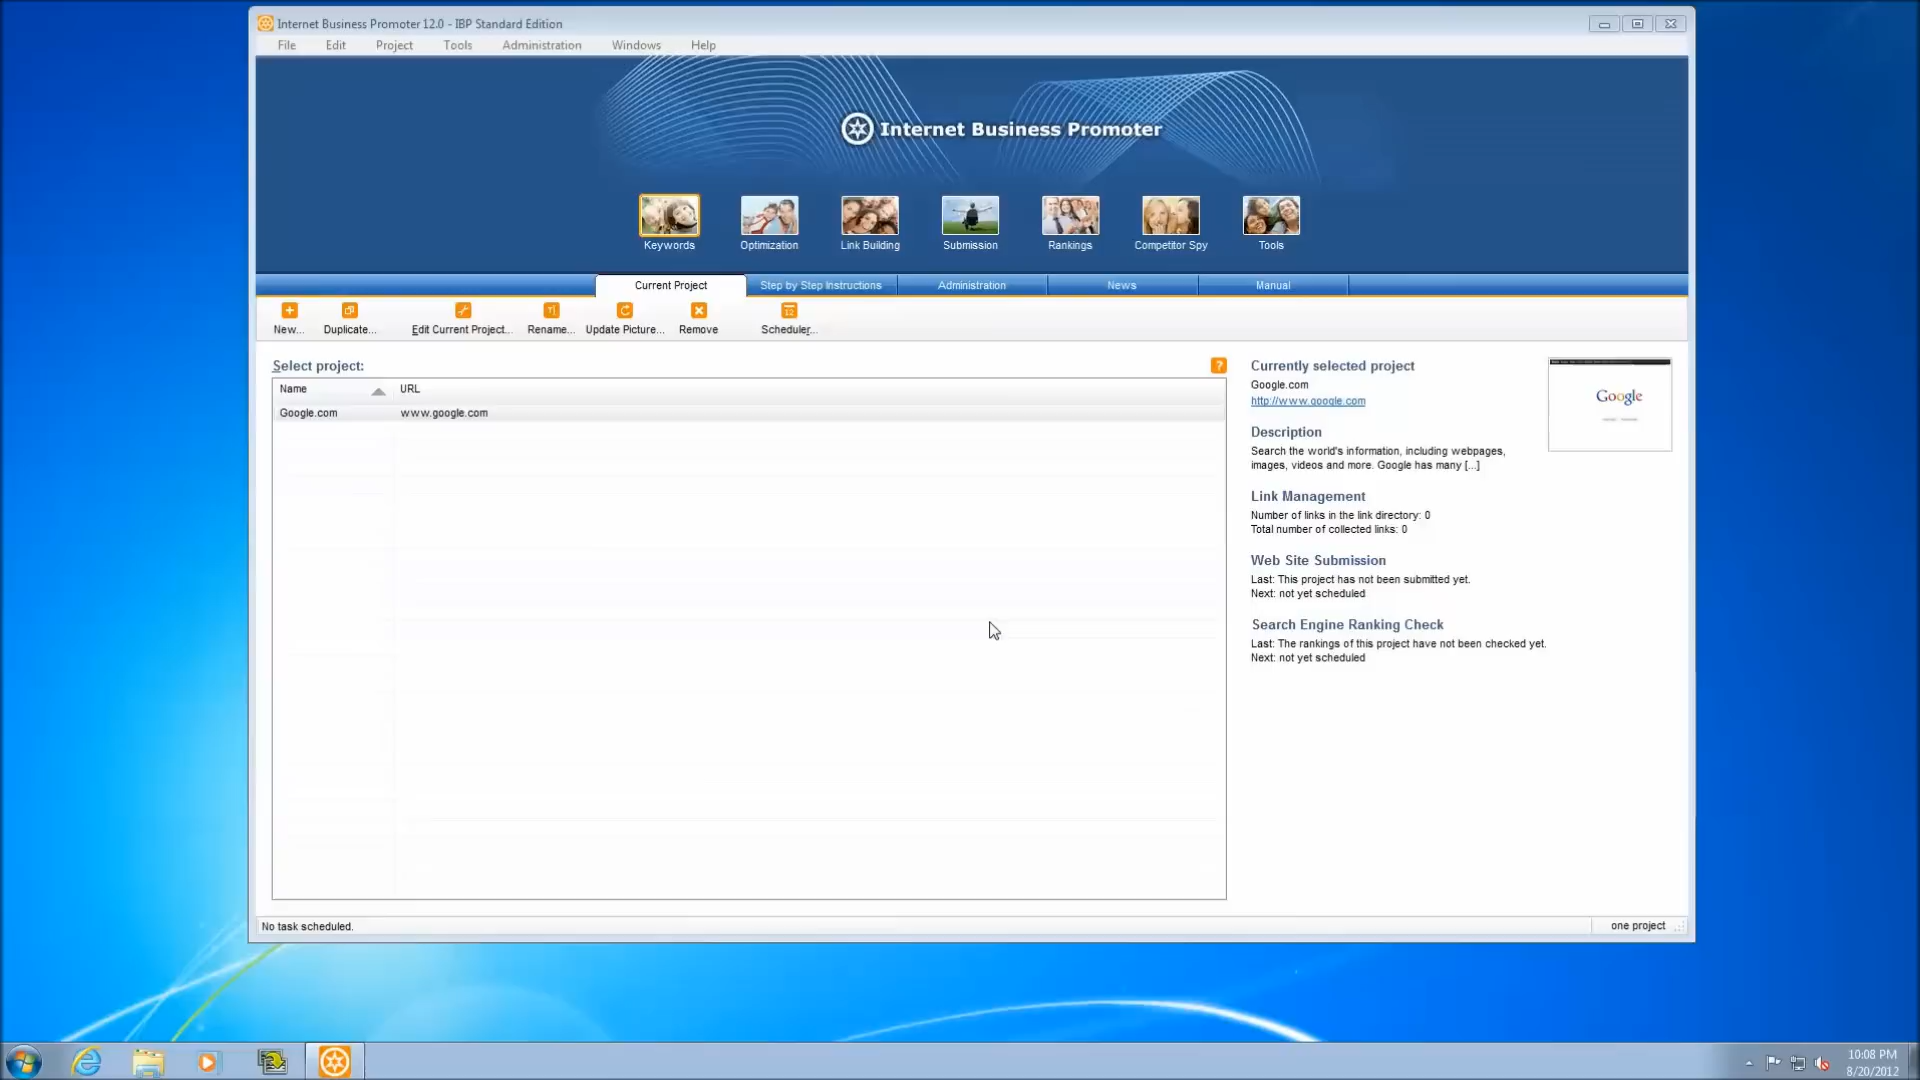 Internet Business Promoter 12.0 - IBP Standard Edition
File Edit Project Tools Administration Windows Help
Internet Business Promoter
Keywords Optimization Link Building Submission Rankings Competitor Spy Tools
Current Project Step by Step Instructions Administration News Manual
New... Duplicate... Edit Current Project... Rename... Update Picture... Remove Scheduler...
Select project:
?
Name URL
Google.com www.google.com
Currently selected project
Google.com
http://www.google.com
Google
Description
Search the world's information, including webpages,
images, videos and more. Google has many [...]
Link Management
Number of links in the link directory: 0
Total number of collected links: 0
Web Site Submission
Last: This project has not been submitted yet.
Next: not yet scheduled
Search Engine Ranking Check
Last: The rankings of this project have not been checked yet.
Next: not yet scheduled
No task scheduled.
one project
10:08 PM
8/20/2012